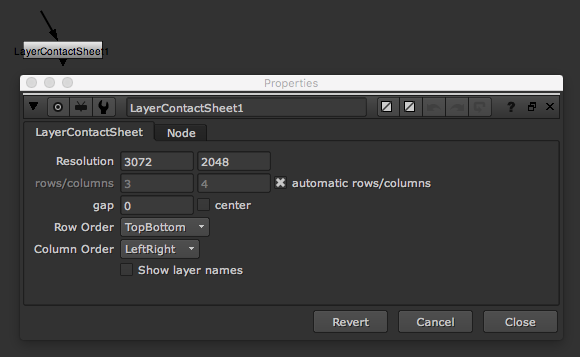 LayerContactSheet1
Properties
LayerContactSheet1 ?
LayerContactSheet Node
Resolution 3072 2048
rows/columns 3 4 automatic rows/columns
gap 0 center
Row Order TopBottom
Column Order LeftRight
Show layer names
Revert Cancel Close